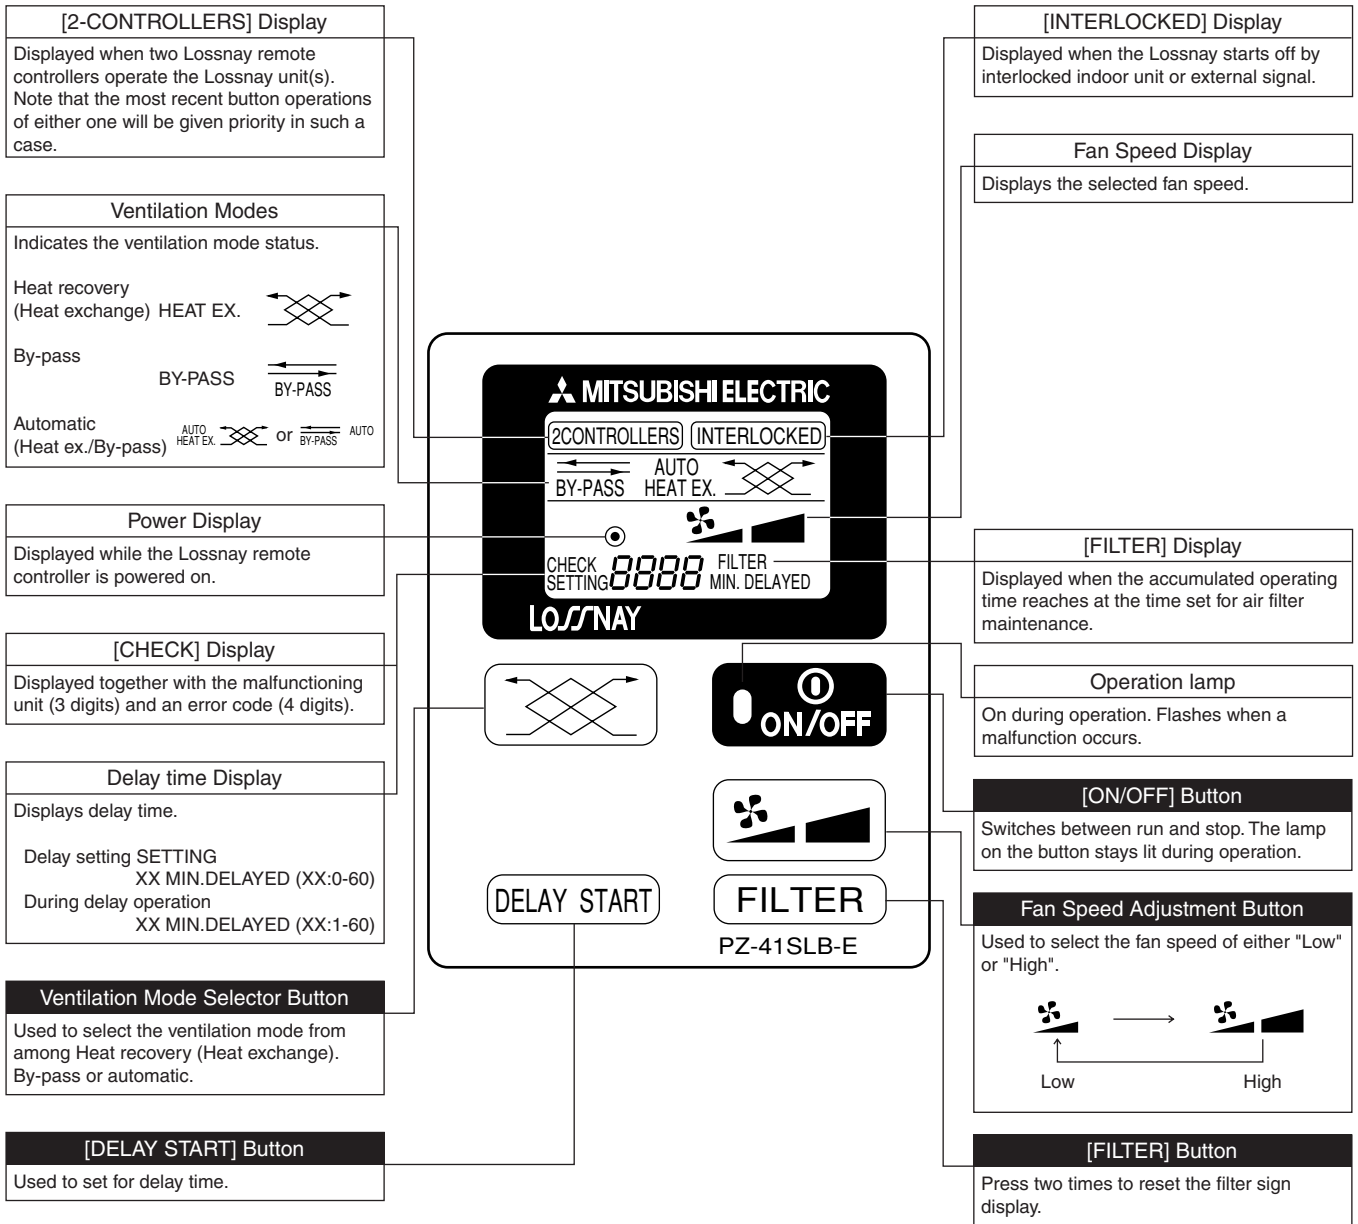 [2-CONTROLLERS] Display
Displayed when two Lossnay remote
controllers operate the Lossnay unit(s).
Note that the most recent button operations
of either one will be given priority in such a
case.
Ventilation Modes
Indicates the ventilation mode status.
Heat recovery
(Heat exchange) HEAT EX.
By-pass
BY-PASS
BY-PASS
Automatic
(Heat ex./By-pass)
AUTO
HEAT EX.
or
BY-PASS
AUTO
Power Display
Displayed while the Lossnay remote
controller is powered on.
[CHECK] Display
Displayed together with the malfunctioning
unit (3 digits) and an error code (4 digits).
Delay time Display
Displays delay time.
Delay setting SETTING
XX MIN.DELAYED (XX:0-60)
During delay operation
XX MIN.DELAYED (XX:1-60)
Ventilation Mode Selector Button
Used to select the ventilation mode from
among Heat recovery (Heat exchange).
By-pass or automatic.
[DELAY START] Button
Used to set for delay time.
MITSUBISHI ELECTRIC
2CONTROLLERS INTERLOCKED
BY-PASS
AUTO
HEAT EX.
CHECK
SETTING
8888
FILTER
MIN. DELAYED
LOSSNAY
ON/OFF
DELAY START
FILTER
PZ-41SLB-E
[INTERLOCKED] Display
Displayed when the Lossnay starts off by
interlocked indoor unit or external signal.
Fan Speed Display
Displays the selected fan speed.
[FILTER] Display
Displayed when the accumulated operating
time reaches at the time set for air filter
maintenance.
Operation lamp
On during operation. Flashes when a
malfunction occurs.
[ON/OFF] Button
Switches between run and stop. The lamp
on the button stays lit during operation.
Fan Speed Adjustment Button
Used to select the fan speed of either "Low"
or "High".
Low High
[FILTER] Button
Press two times to reset the filter sign
display.